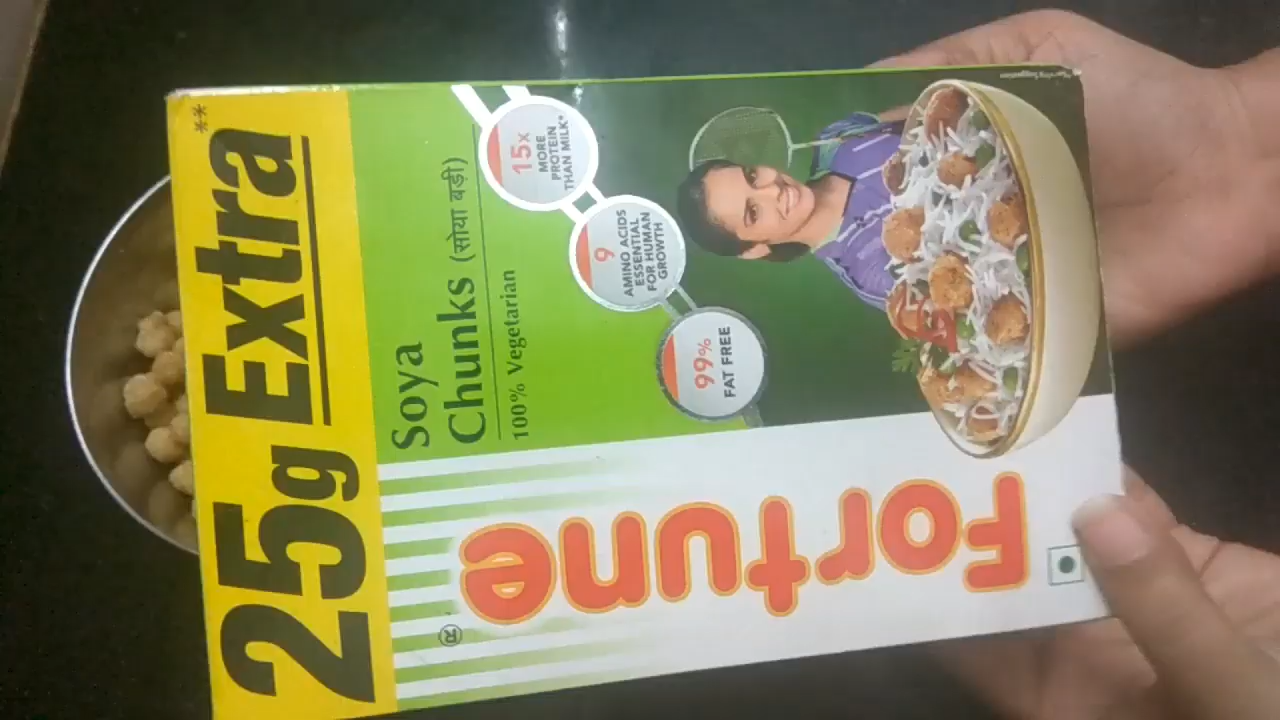 25g Extra**
Soya
Chunks (सोया बड़ी)
100% Vegetarian
15x
MORE
PROTEIN
THAN MILK*
9
AMINO ACIDS
ESSENTIAL
FOR HUMAN
GROWTH
99%
FAT FREE
Fortune®